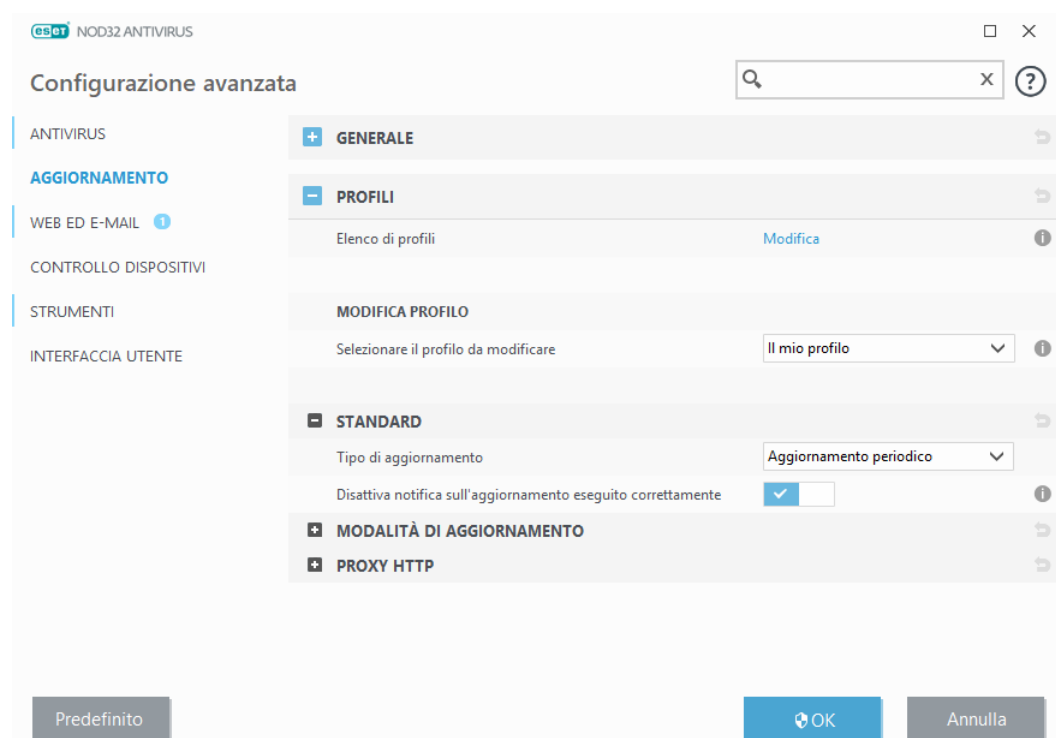 eset NOD32 ANTIVIRUS
Configurazione avanzata
x
?
ANTIVIRUS
AGGIORNAMENTO
WEB ED E-MAIL 1
CONTROLLO DISPOSITIVI
STRUMENTI
INTERFACCIA UTENTE
GENERALE
PROFILI
Elenco di profili Modifica
MODIFICA PROFILO
Selezionare il profilo da modificare Il mio profilo
STANDARD
Tipo di aggiornamento Aggiornamento periodico
Disattiva notifica sull'aggiornamento eseguito correttamente
MODALITÀ DI AGGIORNAMENTO
PROXY HTTP
Predefinito OK Annulla